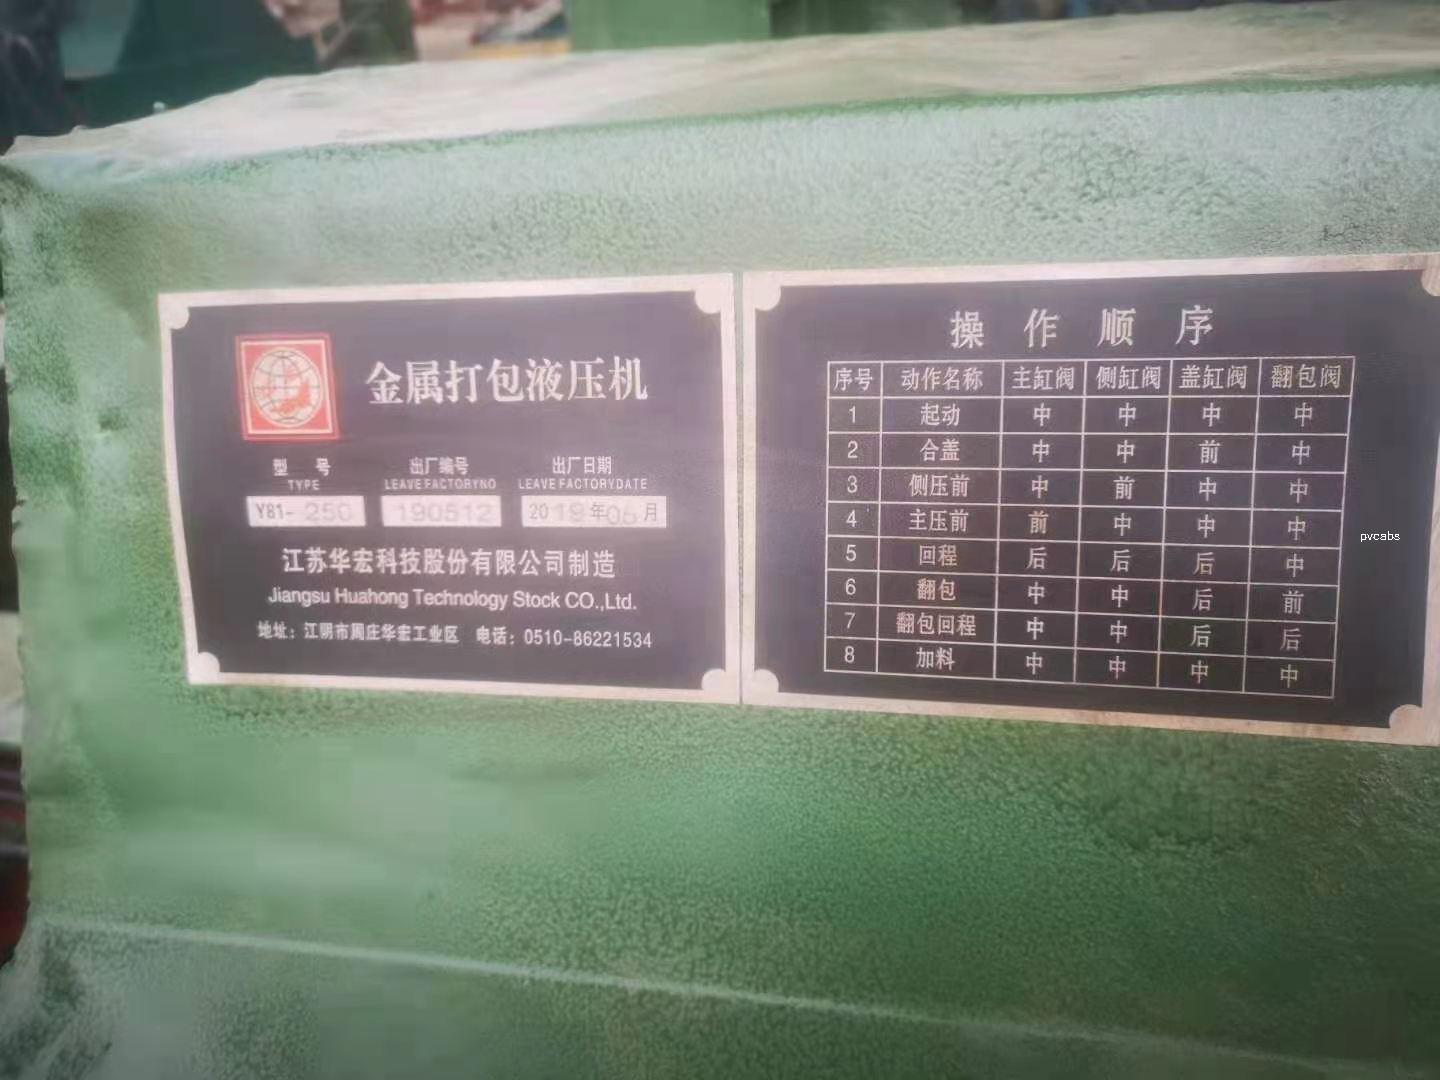 金属打包液压机
型 号 出厂编号 出厂日期
TYPE LEAVE FACTORYNO LEAVE FACTORYDATE
Y81-250 190512 2019年05月
江苏华宏科技股份有限公司制造
Jiangsu Huahong Technology Stock CO.,Ltd.
地址：江阴市周庄华宏工业区 电话：0510-86221534
操作顺序
序号 动作名称 主缸阀 侧缸阀 盖缸阀 翻包阀
1 起动 中 中 中 中
2 合盖 中 中 前 中
3 侧压前 中 前 中 中
4 主压前 前 中 中 中
5 回程 后 后 后 中
6 翻包 中 中 后 前
7 翻包回程 中 中 后 后
8 加料 中 中 中 中
pvcabs